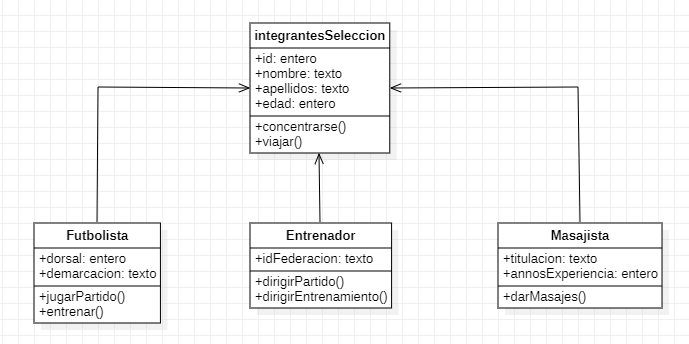 integrantesSeleccion
+id: entero
+nombre: texto
+apellidos: texto
+edad: entero
+concentrarse()
+viajar()
Futbolista
+dorsal: entero
+demarcacion: texto
+jugarPartido()
+entrenar()
Entrenador
+idFederacion: texto
+dirigirPartido()
+dirigirEntrenamiento()
Masajista
+titulacion: texto
+annosExperiencia: entero
+darMasajes()